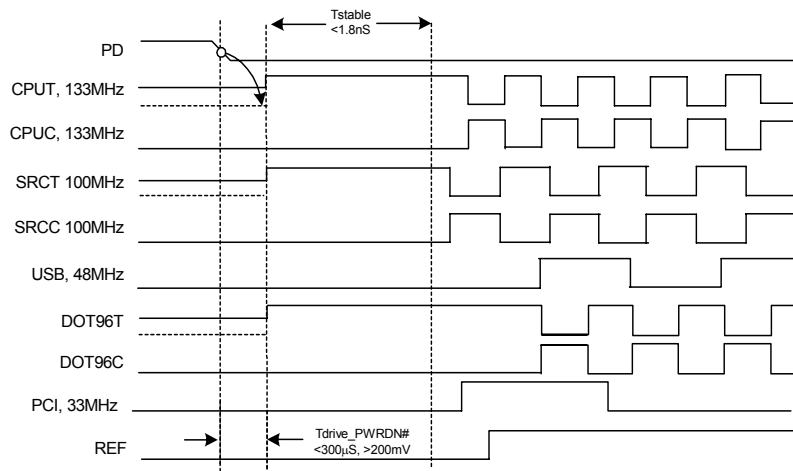 Tstable
<1.8nS
PD
CPUT, 133MHz
CPUC, 133MHz
SRCT 100MHz
SRCC 100MHz
USB, 48MHz
DOT96T
DOT96C
PCI, 33MHz
Tdrive_PWRDN#
<300μS, >200mV
REF